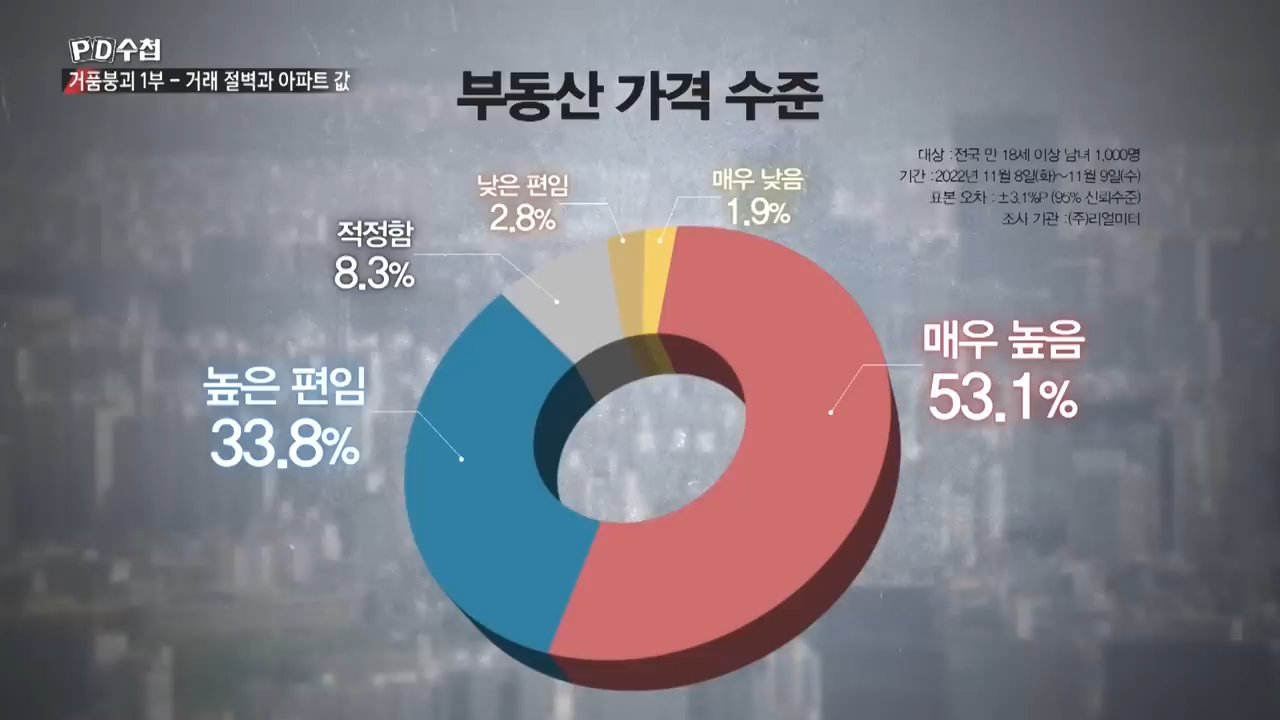 PD수첩
거품붕괴 1부 - 거래 절벽과 아파트 값
부동산 가격 수준
대상 : 전국 만 18세 이상 남녀 1,000명
기간 : 2022년 11월 8일(화)~11월 9일(수)
표본 오차 : ±3.1%P (95% 신뢰수준)
조사 기관 : (주)리얼미터
낮은 편임
2.8%
매우 낮음
1.9%
적정함
8.3%
매우 높음
53.1%
높은 편임
33.8%